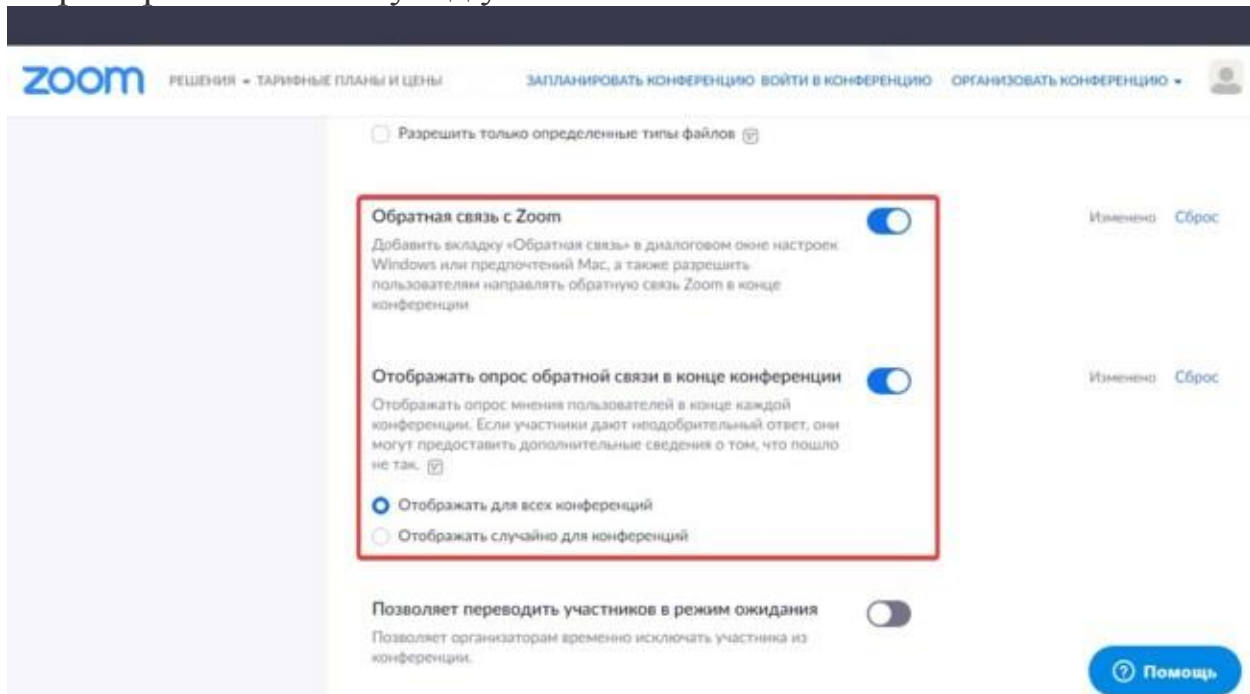 zoom РЕШЕНИЯ ТАРИФНЫЕ ПЛАНЫ И ЦЕНЫ ЗАПЛАНИРОВАТЬ КОНФЕРЕНЦИЮ ВОЙТИ В КОНФЕРЕНЦИЮ ОРГАНИЗОВАТЬ КОНФЕРЕНЦИЮ
Разрешить только определенные типы файлов
Обратная связь с Zoom Изменено Сброс
Добавить вкладку «Обратная связь» в диалоговом окне настроек
Windows или предпочтений Mac, а также разрешить
пользователям направлять обратную связь Zoom в конце
конференции
Отображать опрос обратной связи в конце конференции Изменено Сброс
Отображать опрос мнения пользователей в конце каждой
конференции. Если участники дают неодобрительный ответ, они
могут предоставить дополнительные сведения о том, что пошло
не так.
Отображать для всех конференций
Отображать случайно для конференций
Позволяет переводить участников в режим ожидания
Позволяет организаторам временно исключать участника из
конференции.
Помощь